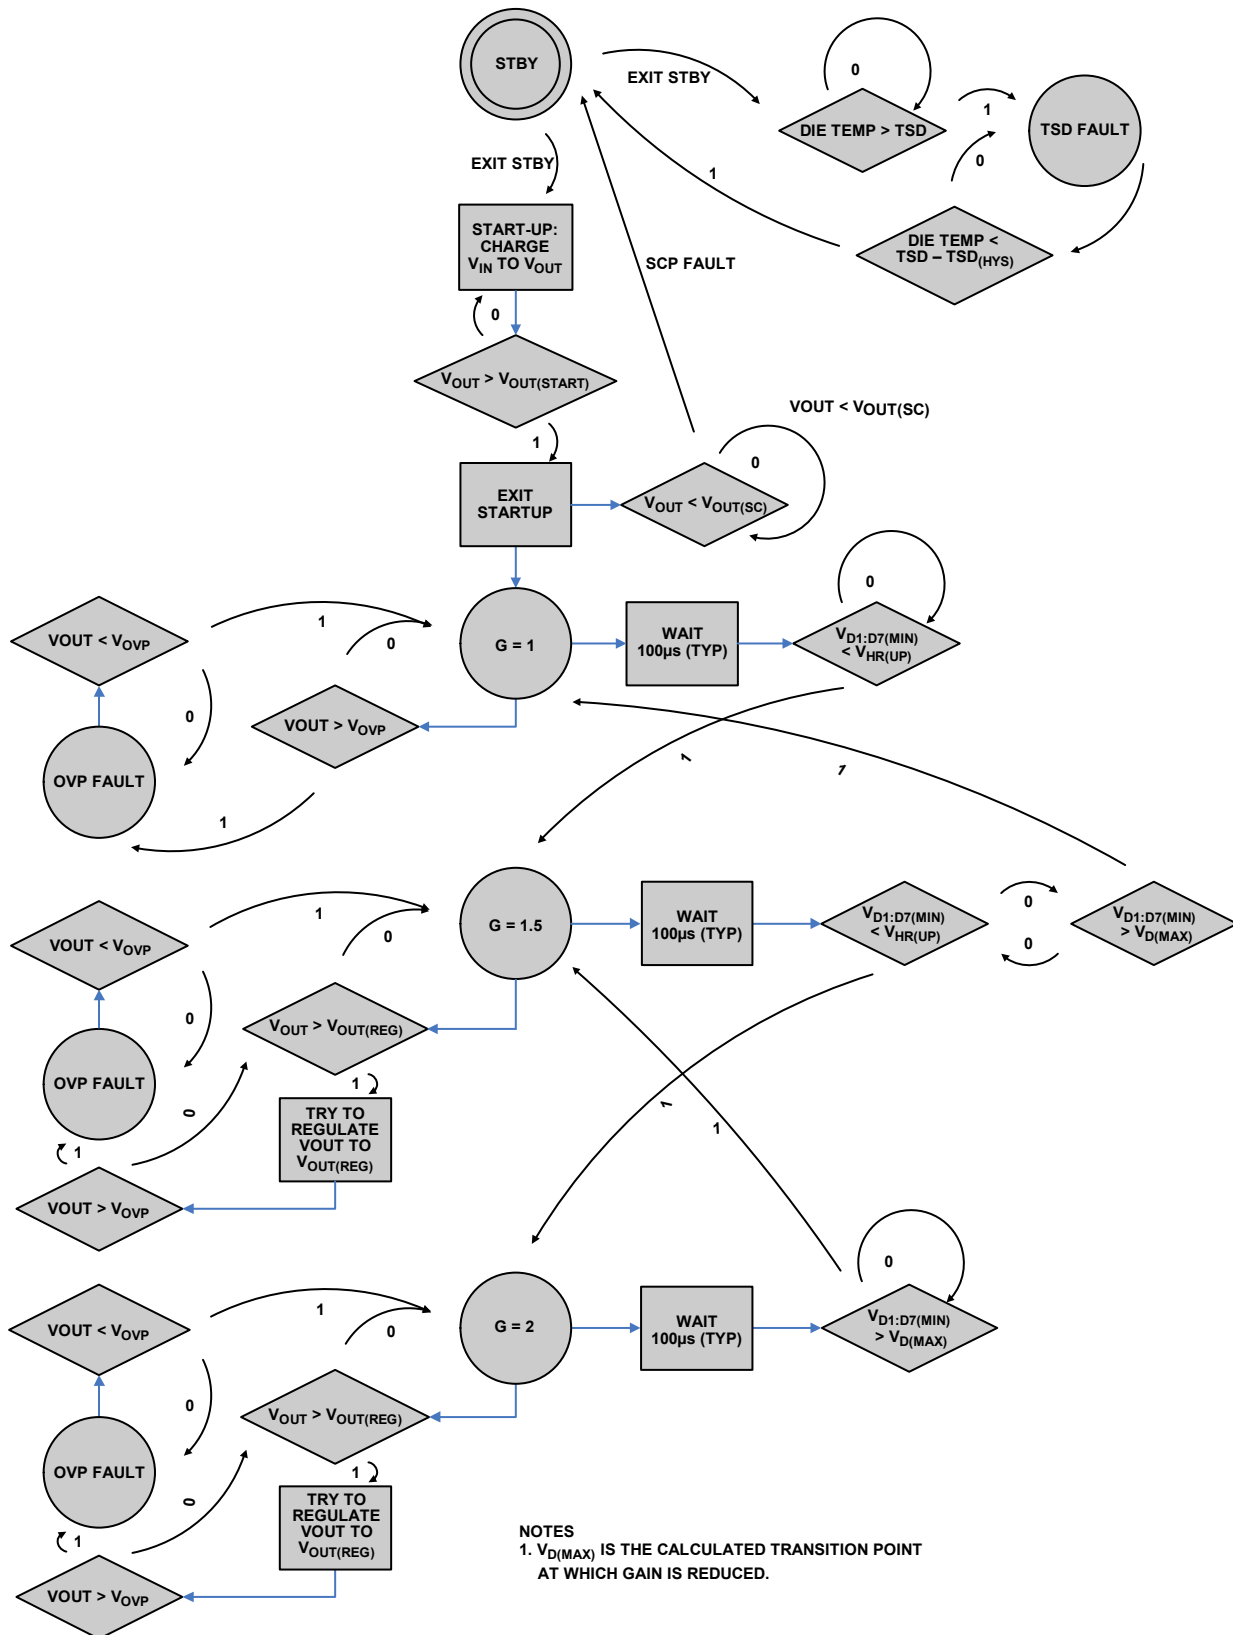 STBY
EXIT STBY
0
DIE TEMP > TSD
1
TSD FAULT
0
EXIT STBY
1
DIE TEMP <
TSD – TSD(HYS)
START-UP:
CHARGE
VIN TO VOUT
SCP FAULT
0
VOUT > VOUT(START)
VOUT < VOUT(SC)
1
EXIT
STARTUP
0
VOUT < VOUT(SC)
VOUT < VOVP
1
0
G = 1
WAIT
100µs (TYP)
0
VD1:D7(MIN)
< VHR(UP)
0
VOUT > VOVP
OVP FAULT
1
1
1
VOUT < VOVP
1
0
G = 1.5
WAIT
100µs (TYP)
VD1:D7(MIN)
< VHR(UP)
0
0
VD1:D7(MIN)
> VD(MAX)
0
VOUT > VOUT(REG)
OVP FAULT
0
1
TRY TO
REGULATE
VOUT TO
VOUT(REG)
1
VOUT > VOVP
1
1
VOUT < VOVP
1
0
G = 2
WAIT
100µs (TYP)
0
VD1:D7(MIN)
> VD(MAX)
0
VOUT > VOUT(REG)
OVP FAULT
0
1
TRY TO
REGULATE
VOUT TO
VOUT(REG)
1
VOUT > VOVP
NOTES
1. VD(MAX) IS THE CALCULATED TRANSITION POINT
AT WHICH GAIN IS REDUCED.